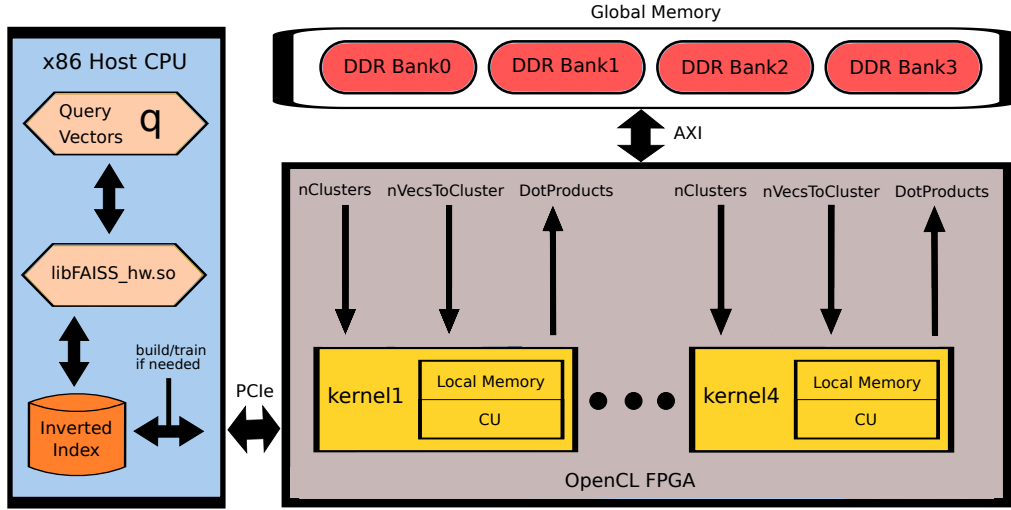 Global Memory
DDR Bank0
DDR Bank1
DDR Bank2
DDR Bank3
AXI
x86 Host CPU
Query
Vectors
q
libFAISS_hw.so
build/train
if needed
Inverted
Index
PCIe
nClusters
nVecsToCluster
DotProducts
nClusters
nVecsToCluster
DotProducts
kernel1
Local Memory
CU
kernel4
Local Memory
CU
OpenCL FPGA